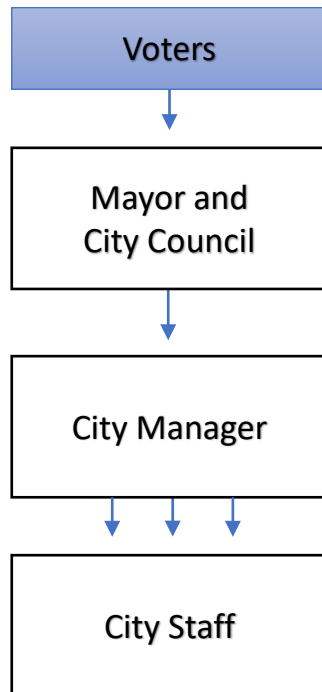 Voters
Mayor and
City Council
City Manager
City Staff